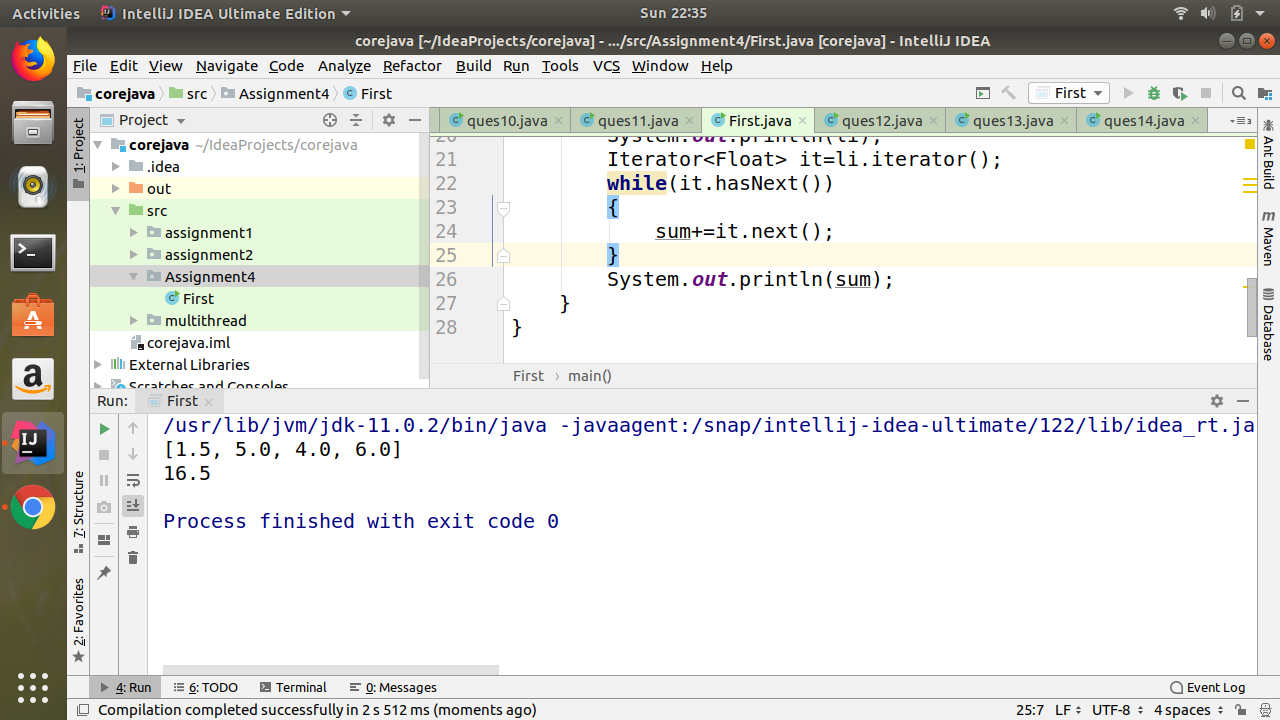 Activities IntelliJ IDEA Ultimate Edition Sun 22:35
corejava [~/IdeaProjects/corejava] - .../src/Assignment4/First.java [corejava] - IntelliJ IDEA
File Edit View Navigate Code Analyze Refactor Build Run Tools VCS Window Help
corejava src Assignment4 First First
1: Project
Project
corejava ~/IdeaProjects/corejava
.idea
out
src
assignment1
assignment2
Assignment4
First
multithread
corejava.iml
External Libraries
Scratches and Consoles
ques10.java ques11.java First.java ques12.java ques13.java ques14.java 3
20 System.out.println(li);
21 Iterator<Float> it=li.iterator();
22 while(it.hasNext())
23 {
24 sum+=it.next();
25 }
26 System.out.println(sum);
27 }
28 }
First main()
Ant Build
m Maven
Database
Run: First
/usr/lib/jvm/jdk-11.0.2/bin/java -javaagent:/snap/intellij-idea-ultimate/122/lib/idea_rt.ja
[1.5, 5.0, 4.0, 6.0]
16.5
Process finished with exit code 0
7: Structure
2: Favorites
4: Run 6: TODO Terminal 0: Messages Event Log
Compilation completed successfully in 2 s 512 ms (moments ago) 25:7 LF UTF-8 4 spaces